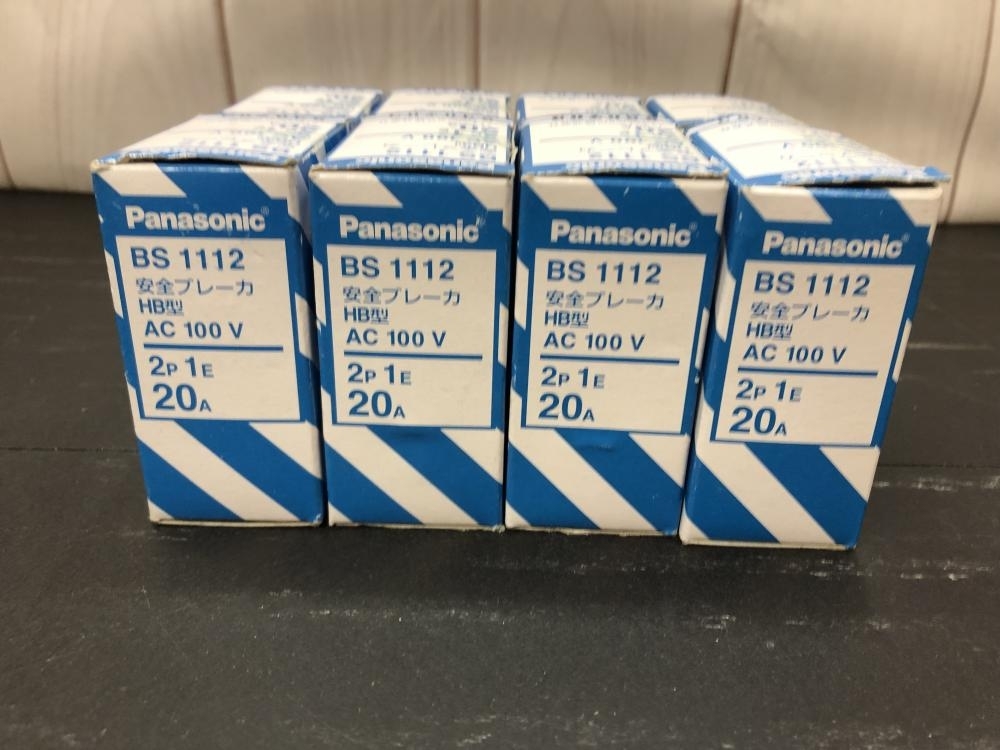 Panasonic
BS 1112
安全ブレーカ
HB型
AC 100 V
2P 1E
20A
Panasonic
BS 1112
安全ブレーカ
HB型
AC 100 V
2P 1E
20A
Panasonic
BS 1112
安全ブレーカ
HB型
AC 100 V
2P 1E
20A
Panasonic
BS 1112
安全ブレーカ
HB型
AC 100 V
2P 1E
20A